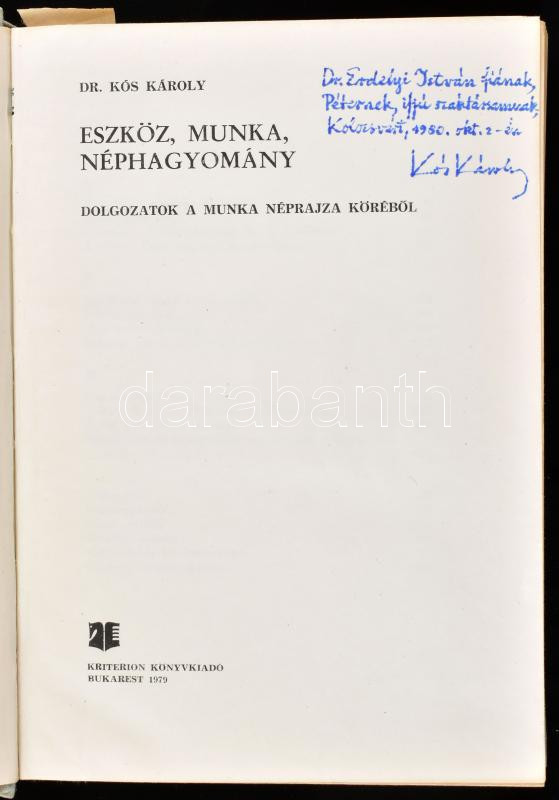 DR. KÓS KÁROLY
Dr. Erdélyi István fiának,
Péternek, ifjú szaktársamnak,
Kolozsvárt, 1980. okt. 2-án
Kós Károly
ESZKÖZ, MUNKA,
NÉPHAGYOMÁNY
DOLGOZATOK A MUNKA NÉPRAJZA KÖRÉBŐL
darabanth
KRITERION KÖNYVKIADÓ
BUKAREST 1979